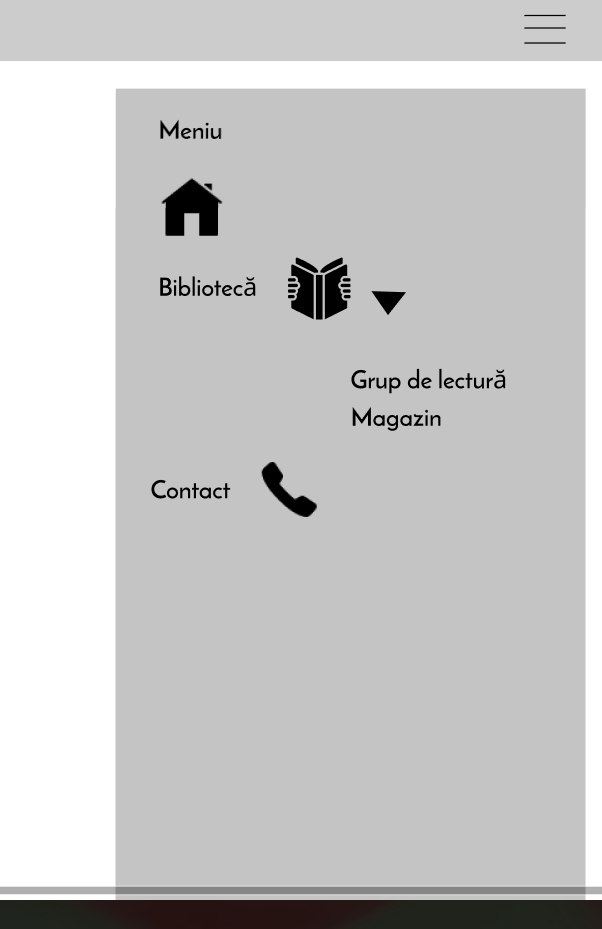 Meniu
Bibliotecă
Grup de lectură
Magazin
Contact